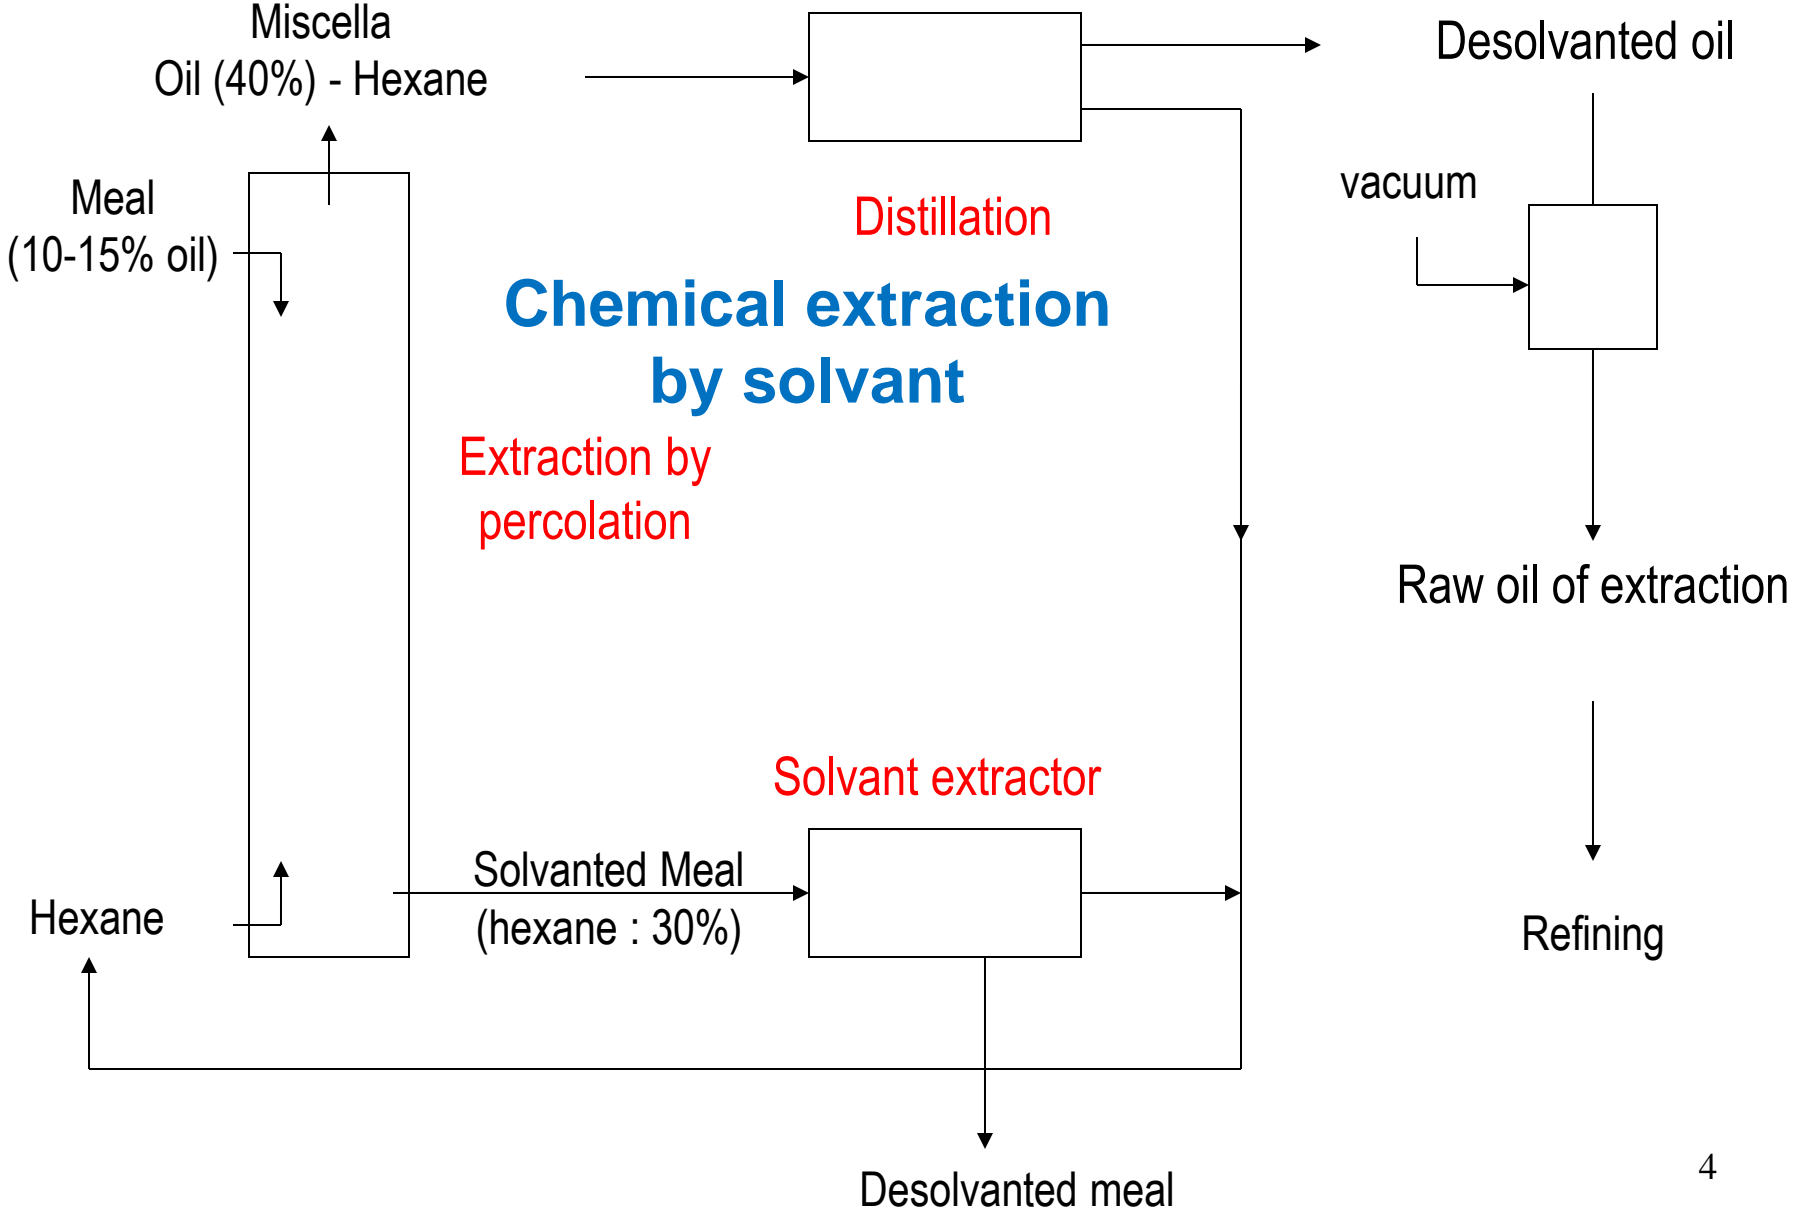 Miscella
Oil (40%) - Hexane
Desolvanted oil
Meal
(10-15% oil)
vacuum
Distillation
Chemical extraction
by solvant
Extraction by
percolation
Raw oil of extraction
Solvant extractor
Solvanted Meal
(hexane : 30%)
Hexane
Refining
Desolvanted meal
4